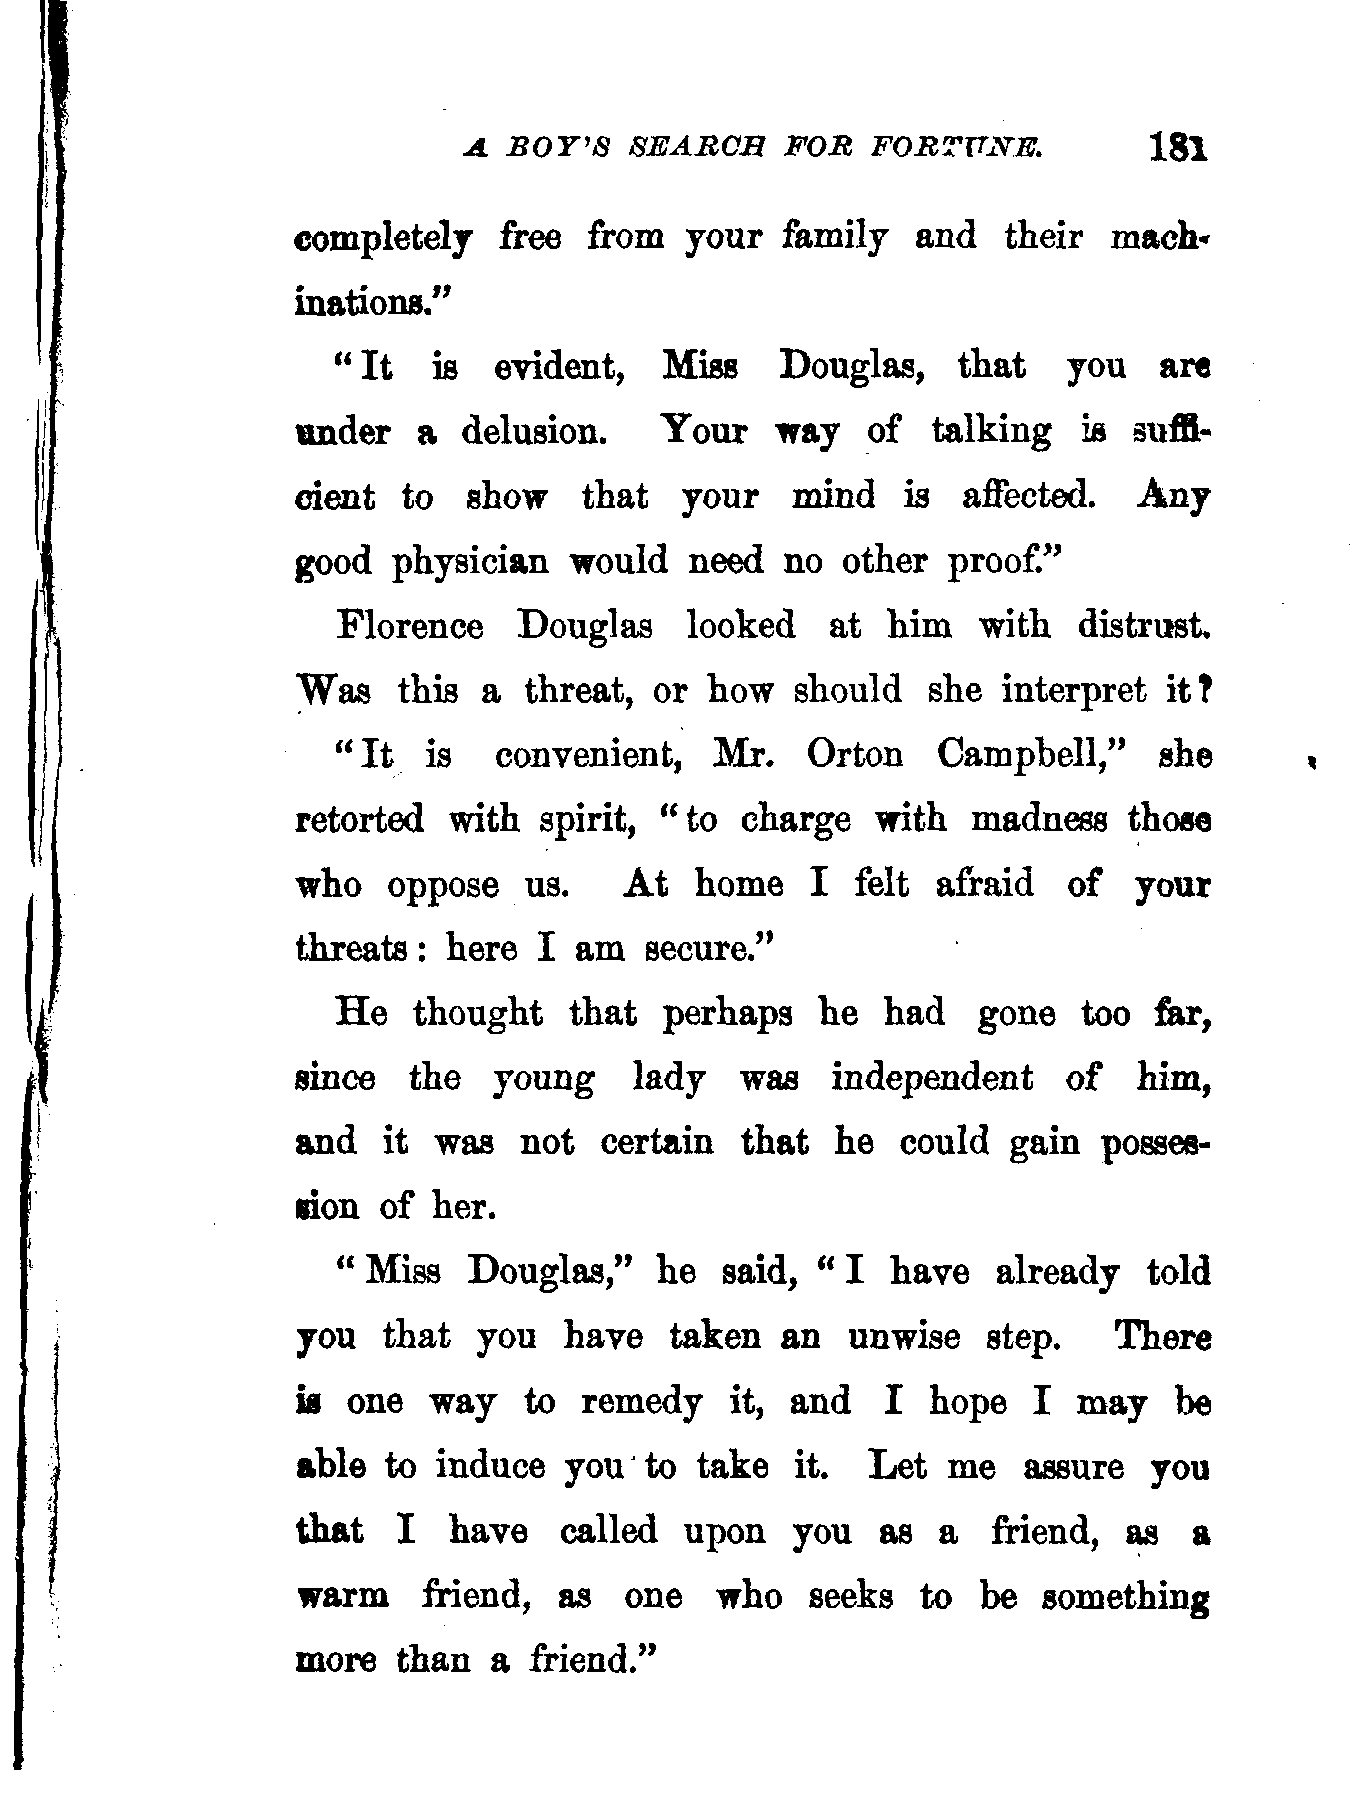 A BOY'S SEARCH FOR FORTUNE. 181
completely free from your family and their mach-
inations."
"It is evident, Miss Douglas, that you are
under a delusion. Your way of talking is suffi-
cient to show that your mind is affected. Any
good physician would need no other proof."
Florence Douglas looked at him with distrust.
Was this a threat, or how should she interpret it?
"It is convenient, Mr. Orton Campbell," she
retorted with spirit, "to charge with madness those
who oppose us. At home I felt afraid of your
threats: here I am secure."
He thought that perhaps he had gone too far,
since the young lady was independent of him,
and it was not certain that he could gain posses-
sion of her.
"Miss Douglas," he said, "I have already told
you that you have taken an unwise step. There
is one way to remedy it, and I hope I may be
able to induce you to take it. Let me assure you
that I have called upon you as a friend, as a
warm friend, as one who seeks to be something
more than a friend."